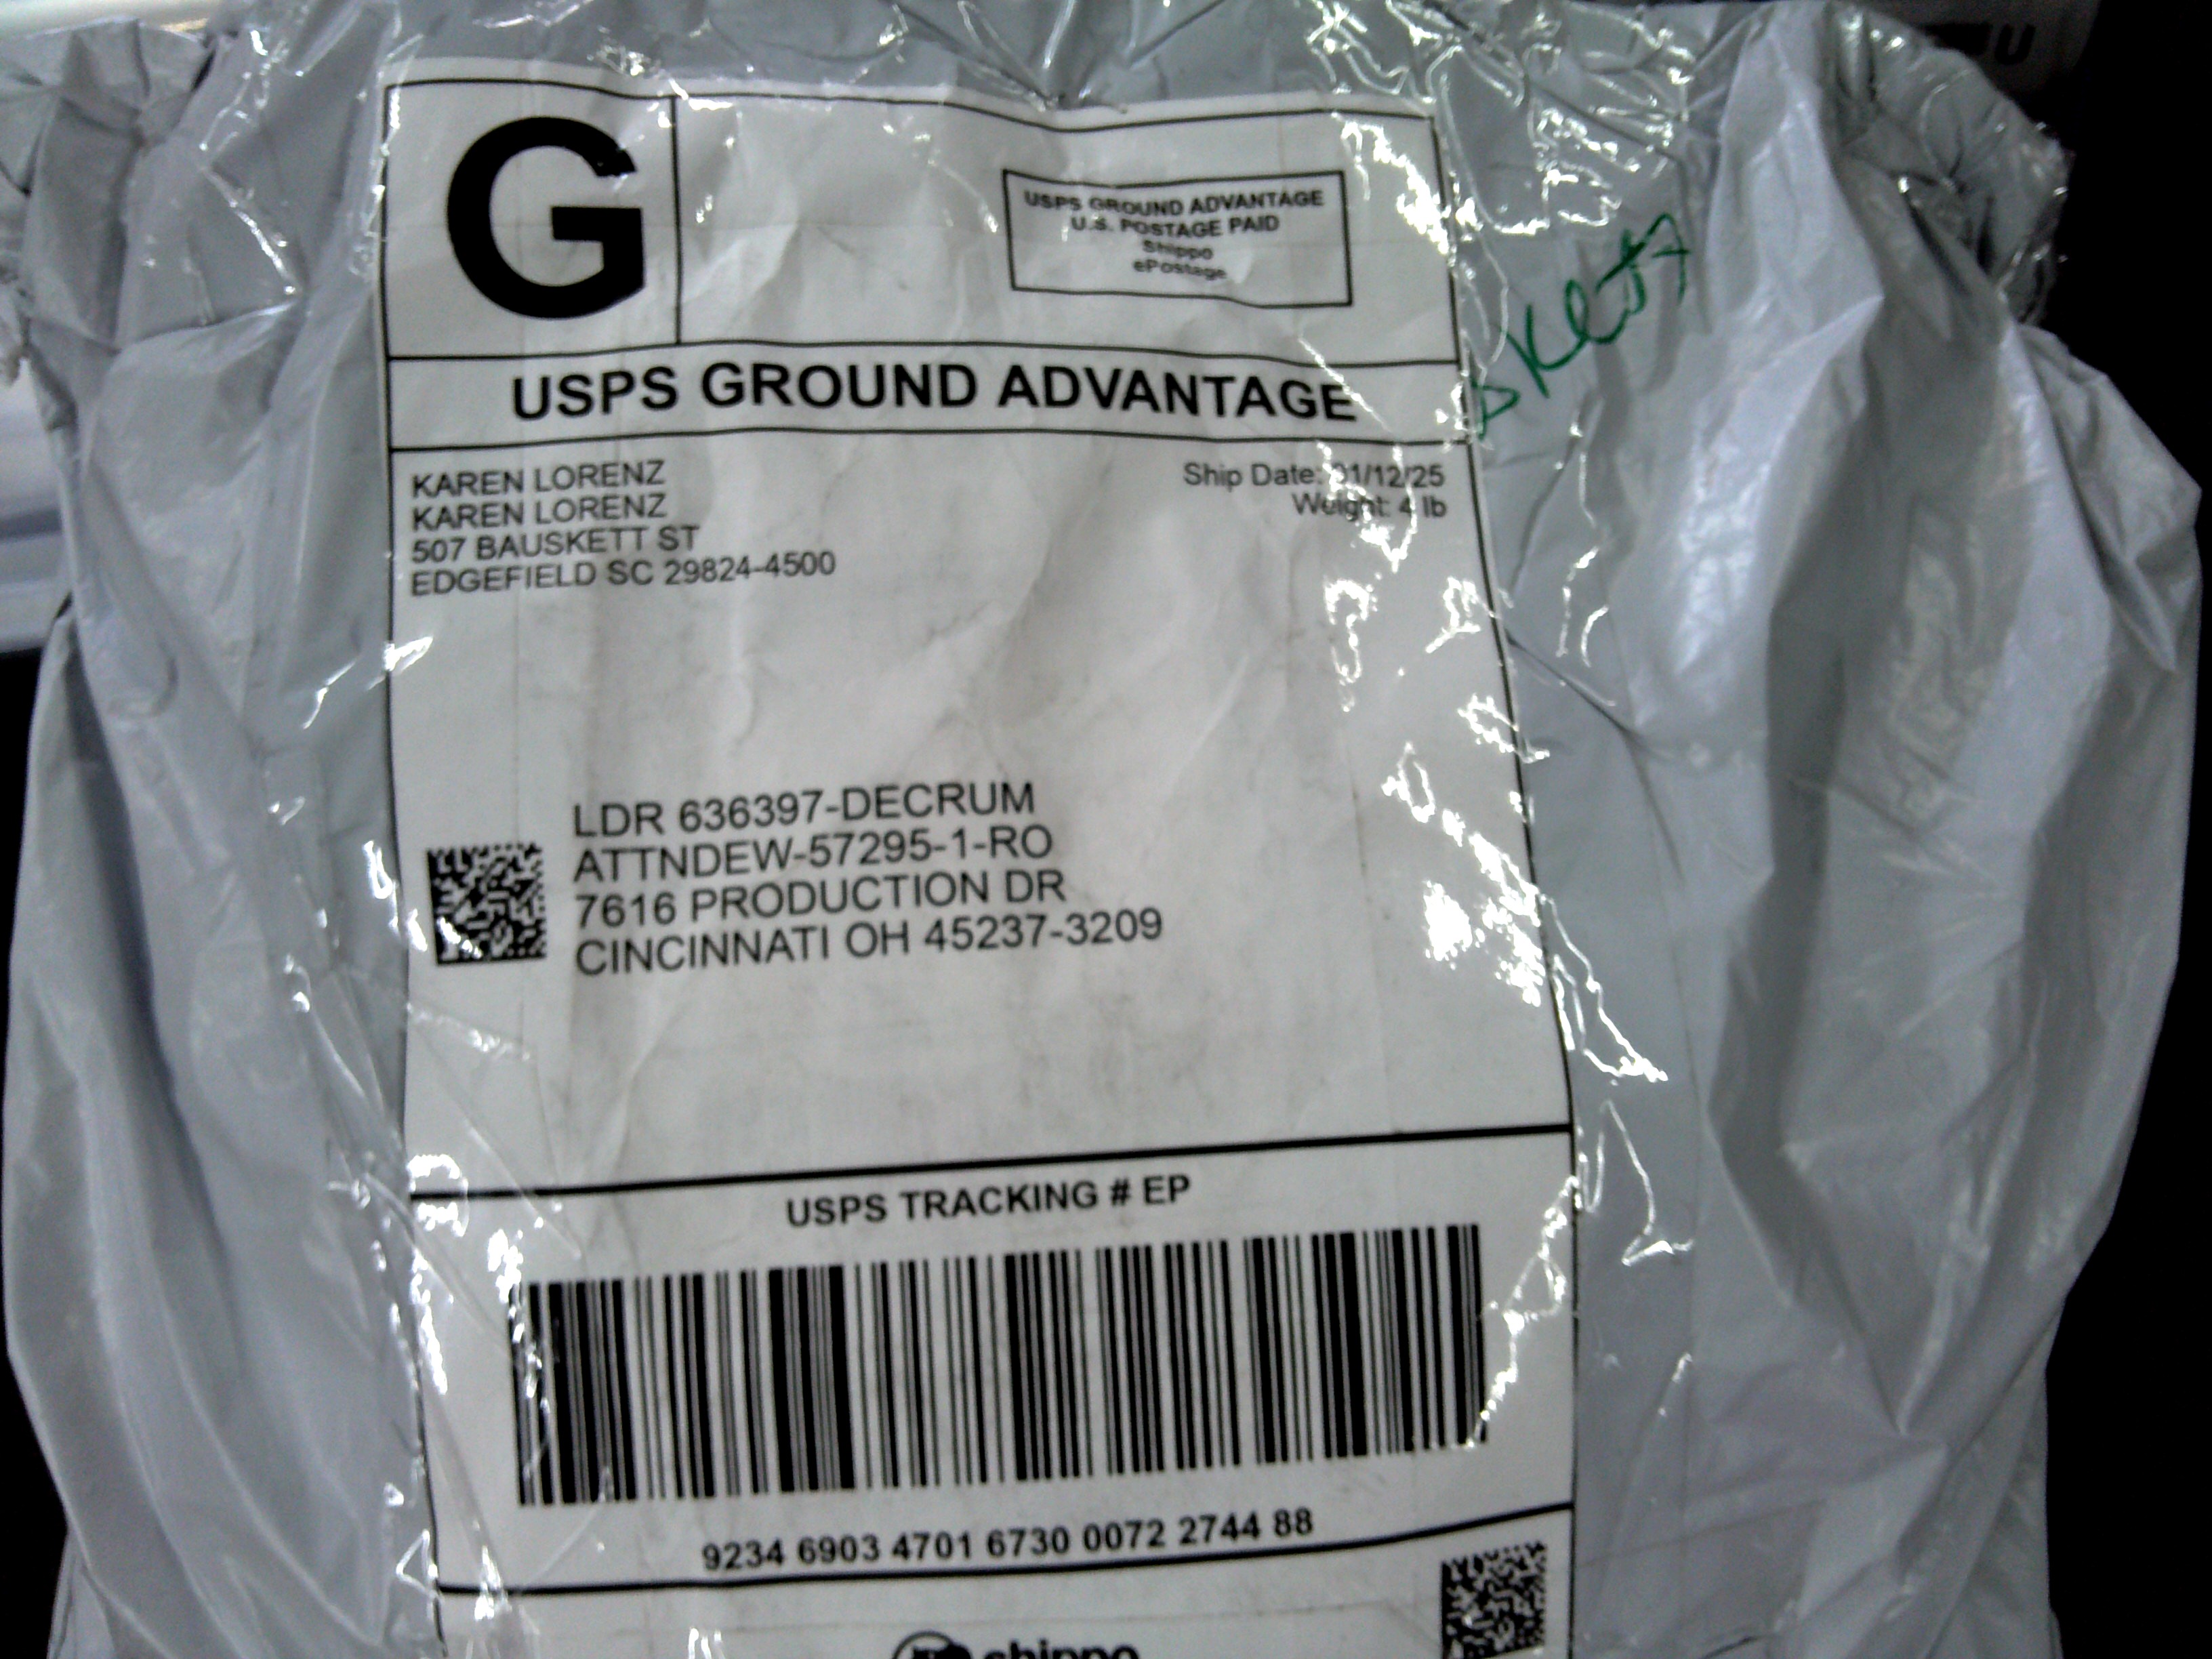 G
USPS GROUND ADVANTAGE
U.S. POSTAGE PAID
Shippo
ePostage
USPS GROUND ADVANTAGE
KAREN LORENZ
KAREN LORENZ
507 BAUSKETT ST
EDGEFIELD SC 29824-4500
Ship Date: 01/12/25
Weight: 4 lb
LDR 636397-DECRUM
ATTNDEW-57295-1-RO
7616 PRODUCTION DR
CINCINNATI OH 45237-3209
USPS TRACKING # EP
9234 6903 4701 6730 0072 2744 88
shippo